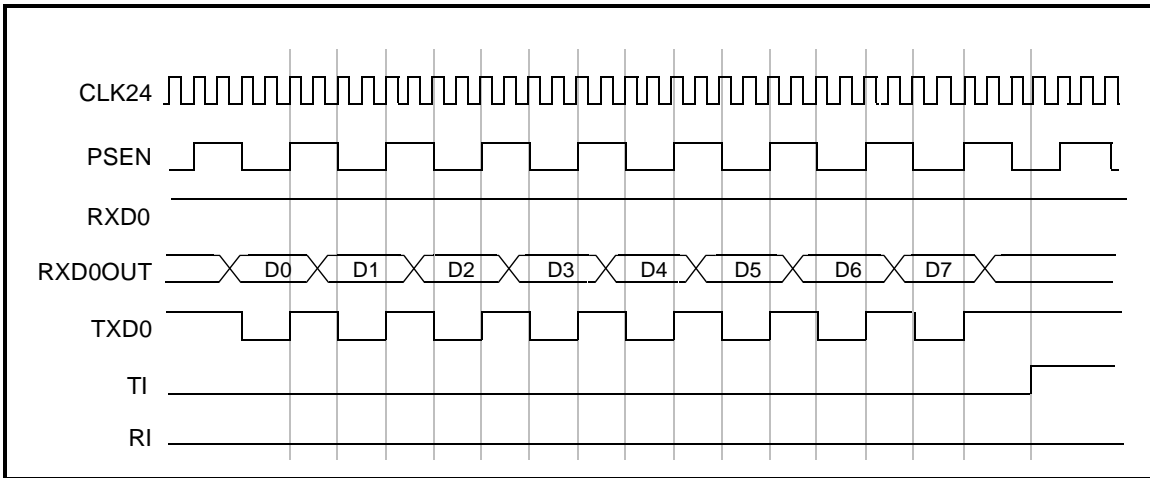 CLK24
PSEN
RXD0
RXD0OUT D0 D1 D2 D3 D4 D5 D6 D7
TXD0
TI
RI